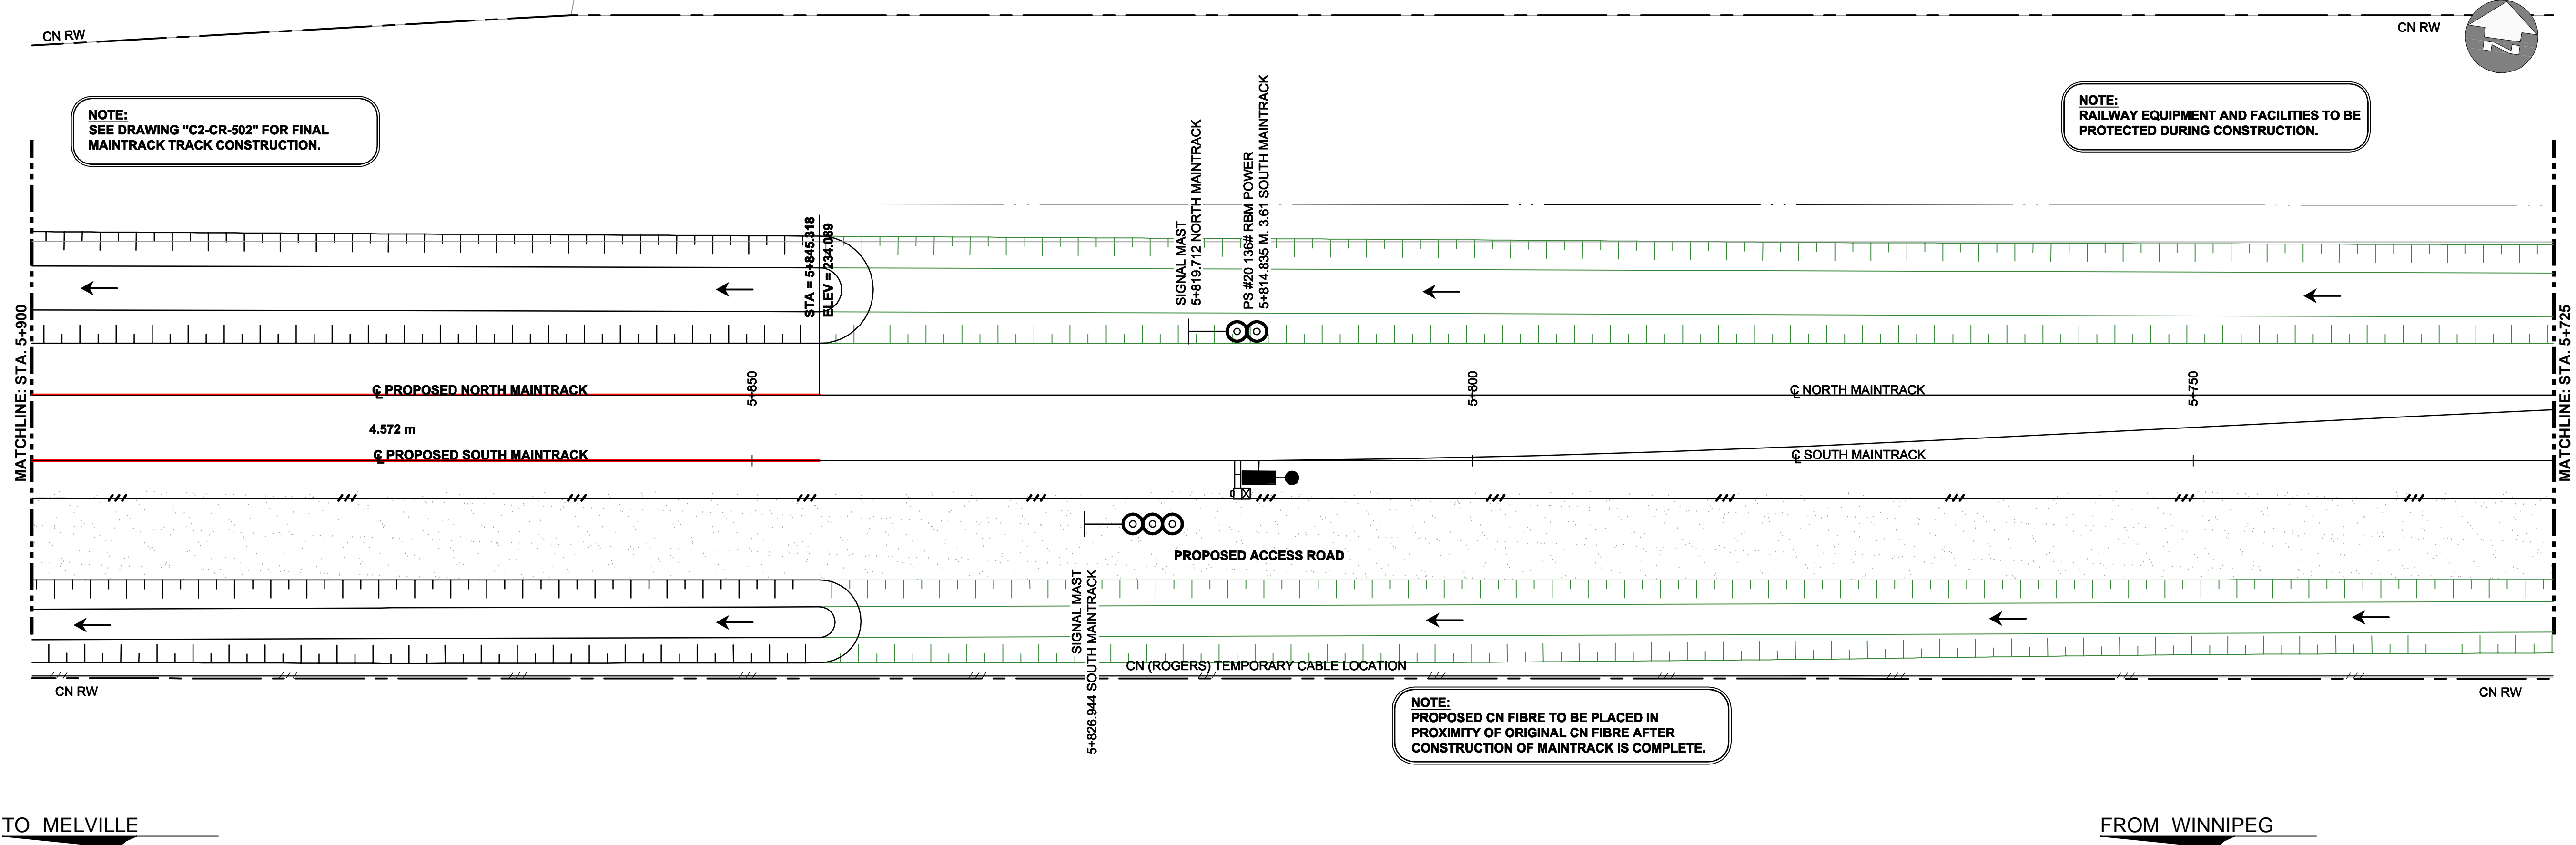 CN RW
CN RW
NOTE:
SEE DRAWING "C2-CR-502" FOR FINAL
MAINTRACK TRACK CONSTRUCTION.
NOTE:
RAILWAY EQUIPMENT AND FACILITIES TO BE
PROTECTED DURING CONSTRUCTION.
STA = 5+845.318
ELEV = 234.089
SIGNAL MAST
5+819.712 NORTH MAINTRACK
PS #20 136# RBM POWER
5+814.835 M. 3.61 SOUTH MAINTRACK
MATCHLINE: STA. 5+900
MATCHLINE: STA. 5+725
℄ PROPOSED NORTH MAINTRACK
5+850
5+800
℄ NORTH MAINTRACK
5+750
4.572 m
℄ PROPOSED SOUTH MAINTRACK
℄ SOUTH MAINTRACK
PROPOSED ACCESS ROAD
SIGNAL MAST
5+826.944 SOUTH MAINTRACK
CN (ROGERS) TEMPORARY CABLE LOCATION
CN RW
CN RW
NOTE:
PROPOSED CN FIBRE TO BE PLACED IN
PROXIMITY OF ORIGINAL CN FIBRE AFTER
CONSTRUCTION OF MAINTRACK IS COMPLETE.
TO MELVILLE
FROM WINNIPEG